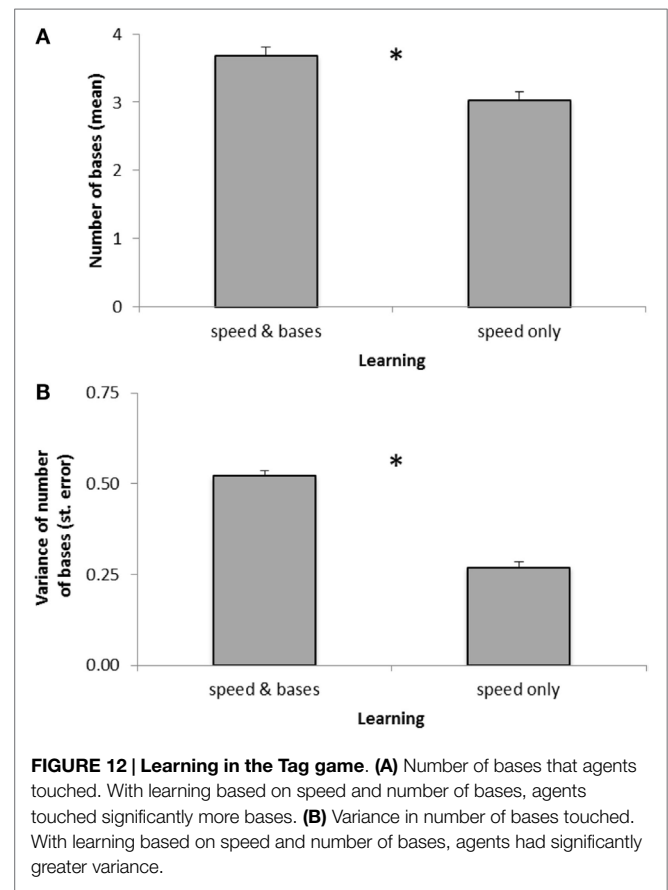 A
4
3
2
1
0
Number of bases (mean)
*
speed & bases
speed only
Learning
B
0.75
0.50
0.25
0.00
Variance of number
of bases (st. error)
*
speed & bases
speed only
Learning
FIGURE 12 | Learning in the Tag game. (A) Number of bases that agents
touched. With learning based on speed and number of bases, agents
touched significantly more bases. (B) Variance in number of bases touched.
With learning based on speed and number of bases, agents had significantly
greater variance.